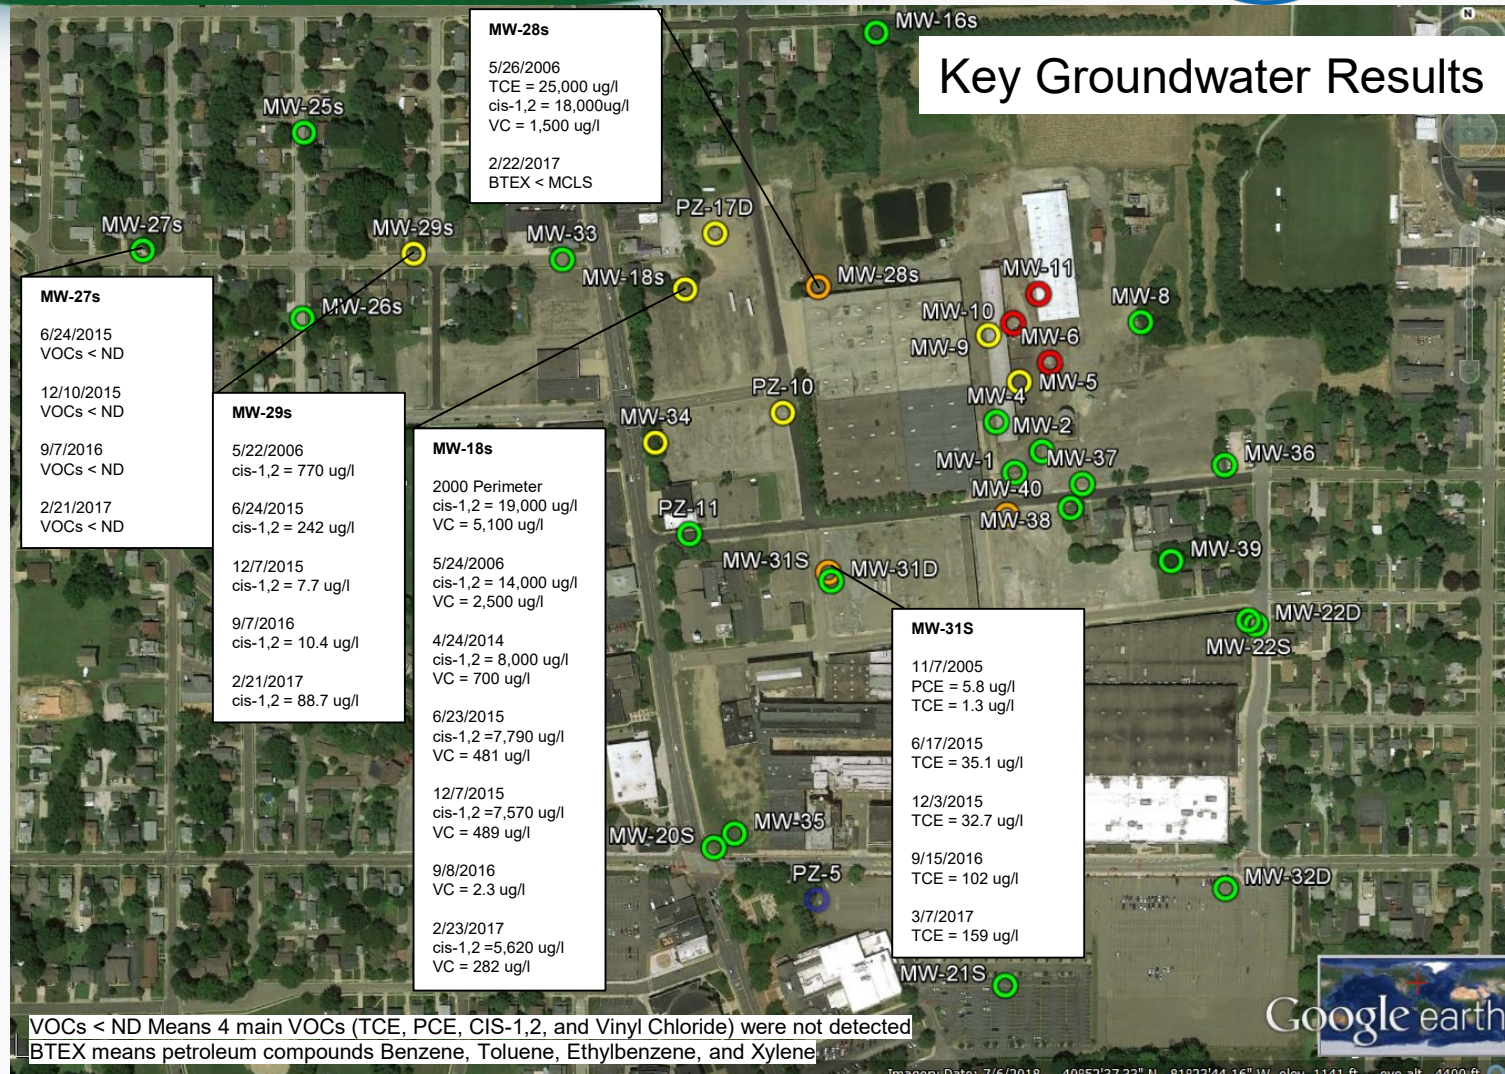 Key Groundwater Results
MW-16s
MW-25s
MW-27s
MW-29s
MW-33
PZ-17D
MW-18s
MW-28s
MW-26s
MW-11
MW-10
MW-8
MW-6
MW-9
MW-5
MW-4
PZ-10
MW-34
MW-2
MW-1
MW-37
MW-36
MW-40
MW-38
PZ-11
MW-31S
MW-31D
MW-39
MW-22D
MW-22S
MW-35
MW-20S
PZ-5
MW-32D
MW-21S
MW-28s
5/26/2006
TCE = 25,000 ug/l
cis-1,2 = 18,000ug/l
VC = 1,500 ug/l
2/22/2017
BTEX < MCLS
MW-27s
6/24/2015
VOCs < ND
12/10/2015
VOCs < ND
9/7/2016
VOCs < ND
2/21/2017
VOCs < ND
MW-29s
5/22/2006
cis-1,2 = 770 ug/l
6/24/2015
cis-1,2 = 242 ug/l
12/7/2015
cis-1,2 = 7.7 ug/l
9/7/2016
cis-1,2 = 10.4 ug/l
2/21/2017
cis-1,2 = 88.7 ug/l
MW-18s
2000 Perimeter
cis-1,2 = 19,000 ug/l
VC = 5,100 ug/l
5/24/2006
cis-1,2 = 14,000 ug/l
VC = 2,500 ug/l
4/24/2014
cis-1,2 = 8,000 ug/l
VC = 700 ug/l
6/23/2015
cis-1,2 =7,790 ug/l
VC = 481 ug/l
12/7/2015
cis-1,2 =7,570 ug/l
VC = 489 ug/l
9/8/2016
VC = 2.3 ug/l
2/23/2017
cis-1,2 =5,620 ug/l
VC = 282 ug/l
MW-31S
11/7/2005
PCE = 5.8 ug/l
TCE = 1.3 ug/l
6/17/2015
TCE = 35.1 ug/l
12/3/2015
TCE = 32.7 ug/l
9/15/2016
TCE = 102 ug/l
3/7/2017
TCE = 159 ug/l
VOCs < ND Means 4 main VOCs (TCE, PCE, CIS-1,2, and Vinyl Chloride) were not detected
BTEX means petroleum compounds Benzene, Toluene, Ethylbenzene, and Xylene
Google earth
N